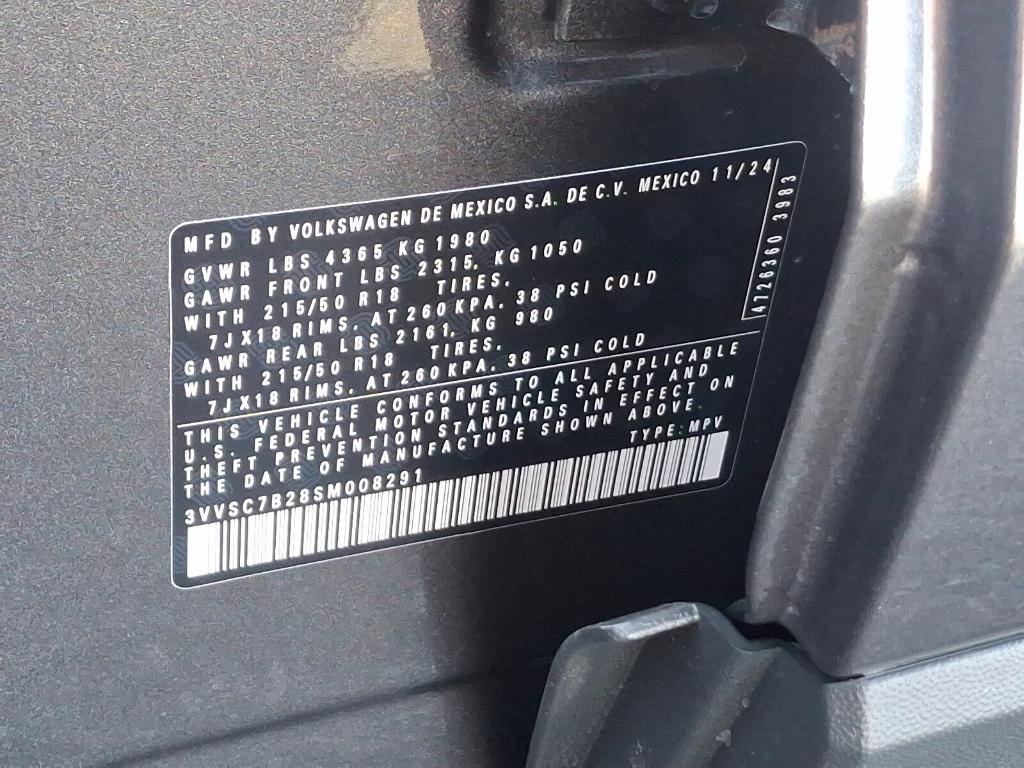 MFD BY VOLKSWAGEN DE MEXICO S.A. DE C.V. MEXICO 11/24
GVWR LBS 4365 KG 1980
GAWR FRONT LBS 2315, KG 1050
WITH 215/50 R18 TIRES,
7JX18 RIMS, AT 260KPA, 38 PSI COLD
GAWR REAR LBS 2161, KG 980
WITH 215/50 R18 TIRES,
7JX18 RIMS, AT 260KPA, 38 PSI COLD
THIS VEHICLE CONFORMS TO ALL APPLICABLE
U.S. FEDERAL MOTOR VEHICLE SAFETY AND
THEFT PREVENTION STANDARDS IN EFFECT ON
THE DATE OF MANUFACTURE SHOWN ABOVE.
3VVSC7B28SM008291 TYPE: MPV
4726360 3983